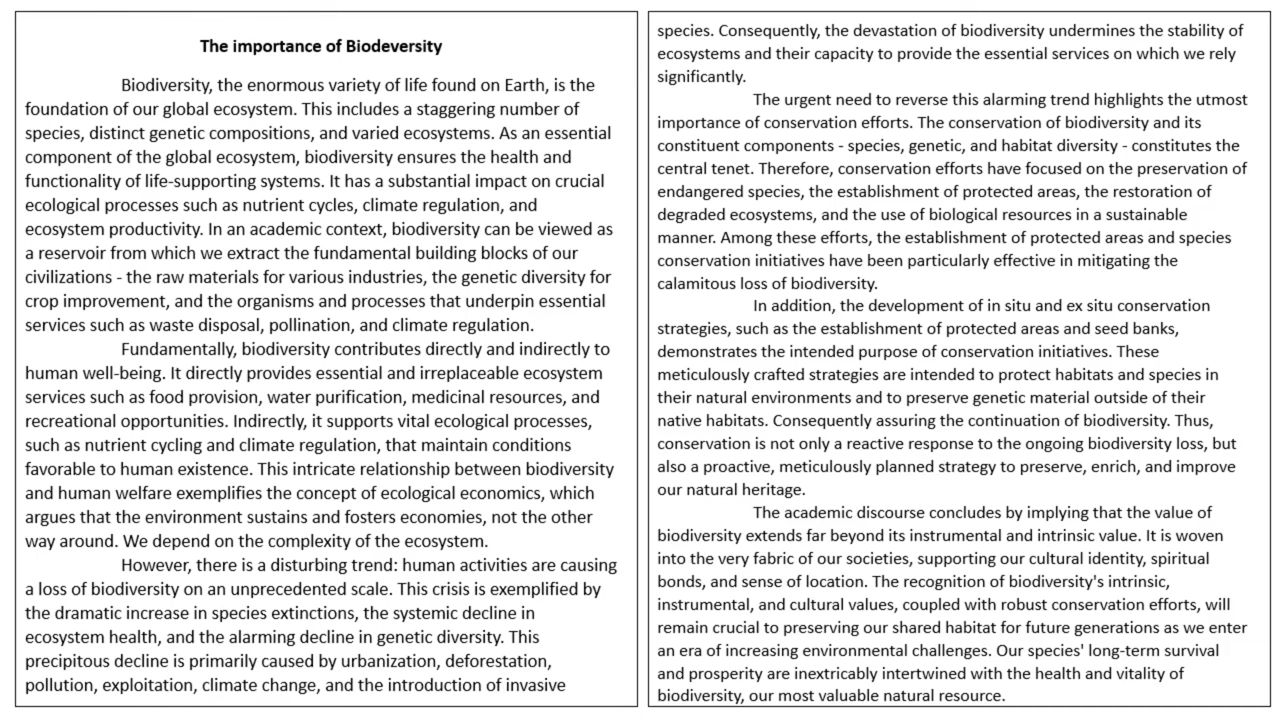 The importance of Biodeversity
Biodiversity, the enormous variety of life found on Earth, is the
foundation of our global ecosystem. This includes a staggering number of
species, distinct genetic compositions, and varied ecosystems. As an essential
component of the global ecosystem, biodiversity ensures the health and
functionality of life-supporting systems. It has a substantial impact on crucial
ecological processes such as nutrient cycles, climate regulation, and
ecosystem productivity. In an academic context, biodiversity can be viewed as
a reservoir from which we extract the fundamental building blocks of our
civilizations - the raw materials for various industries, the genetic diversity for
crop improvement, and the organisms and processes that underpin essential
services such as waste disposal, pollination, and climate regulation.
Fundamentally, biodiversity contributes directly and indirectly to
human well-being. It directly provides essential and irreplaceable ecosystem
services such as food provision, water purification, medicinal resources, and
recreational opportunities. Indirectly, it supports vital ecological processes,
such as nutrient cycling and climate regulation, that maintain conditions
favorable to human existence. This intricate relationship between biodiversity
and human welfare exemplifies the concept of ecological economics, which
argues that the environment sustains and fosters economies, not the other
way around. We depend on the complexity of the ecosystem.
However, there is a disturbing trend: human activities are causing
a loss of biodiversity on an unprecedented scale. This crisis is exemplified by
the dramatic increase in species extinctions, the systemic decline in
ecosystem health, and the alarming decline in genetic diversity. This
precipitous decline is primarily caused by urbanization, deforestation,
pollution, exploitation, climate change, and the introduction of invasive
species. Consequently, the devastation of biodiversity undermines the stability of
ecosystems and their capacity to provide the essential services on which we rely
significantly.
The urgent need to reverse this alarming trend highlights the utmost
importance of conservation efforts. The conservation of biodiversity and its
constituent components - species, genetic, and habitat diversity - constitutes the
central tenet. Therefore, conservation efforts have focused on the preservation of
endangered species, the establishment of protected areas, the restoration of
degraded ecosystems, and the use of biological resources in a sustainable
manner. Among these efforts, the establishment of protected areas and species
conservation initiatives have been particularly effective in mitigating the
calamitous loss of biodiversity.
In addition, the development of in situ and ex situ conservation
strategies, such as the establishment of protected areas and seed banks,
demonstrates the intended purpose of conservation initiatives. These
meticulously crafted strategies are intended to protect habitats and species in
their natural environments and to preserve genetic material outside of their
native habitats. Consequently assuring the continuation of biodiversity. Thus,
conservation is not only a reactive response to the ongoing biodiversity loss, but
also a proactive, meticulously planned strategy to preserve, enrich, and improve
our natural heritage.
The academic discourse concludes by implying that the value of
biodiversity extends far beyond its instrumental and intrinsic value. It is woven
into the very fabric of our societies, supporting our cultural identity, spiritual
bonds, and sense of location. The recognition of biodiversity's intrinsic,
instrumental, and cultural values, coupled with robust conservation efforts, will
remain crucial to preserving our shared habitat for future generations as we enter
an era of increasing environmental challenges. Our species' long-term survival
and prosperity are inextricably intertwined with the health and vitality of
biodiversity, our most valuable natural resource.